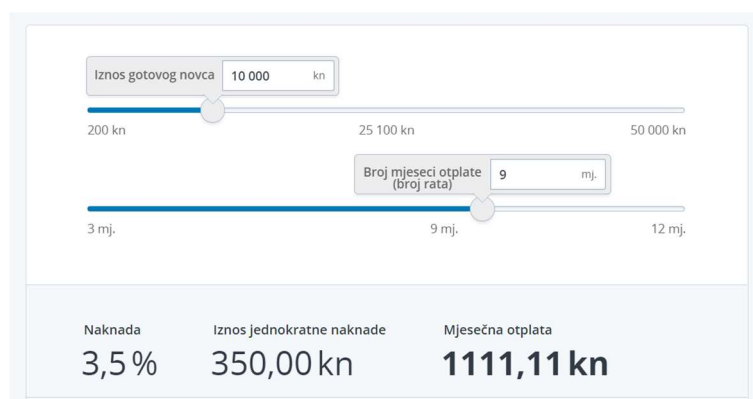 Iznos gotovog novca 10 000 kn
200 kn 25 100 kn 50 000 kn
Broj mjeseci otplate
(broj rata) 9 mj.
3 mj. 9 mj. 12 mj.
Naknada Iznos jednokratne naknade Mjesečna otplata
3,5 % 350,00 kn 1111,11 kn